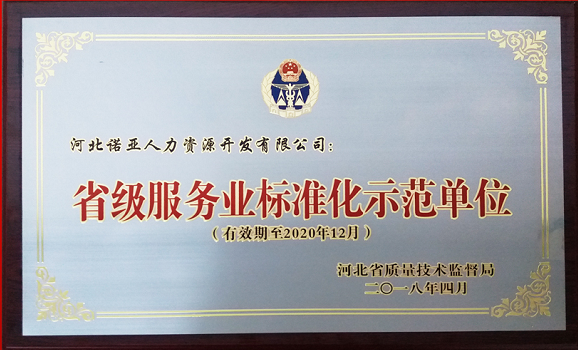 河北诺亚人力资源开发有限公司：
省级服务业标准化示范单位
（有效期至2020年12月）
河北省质量技术监督局
二〇一八年四月